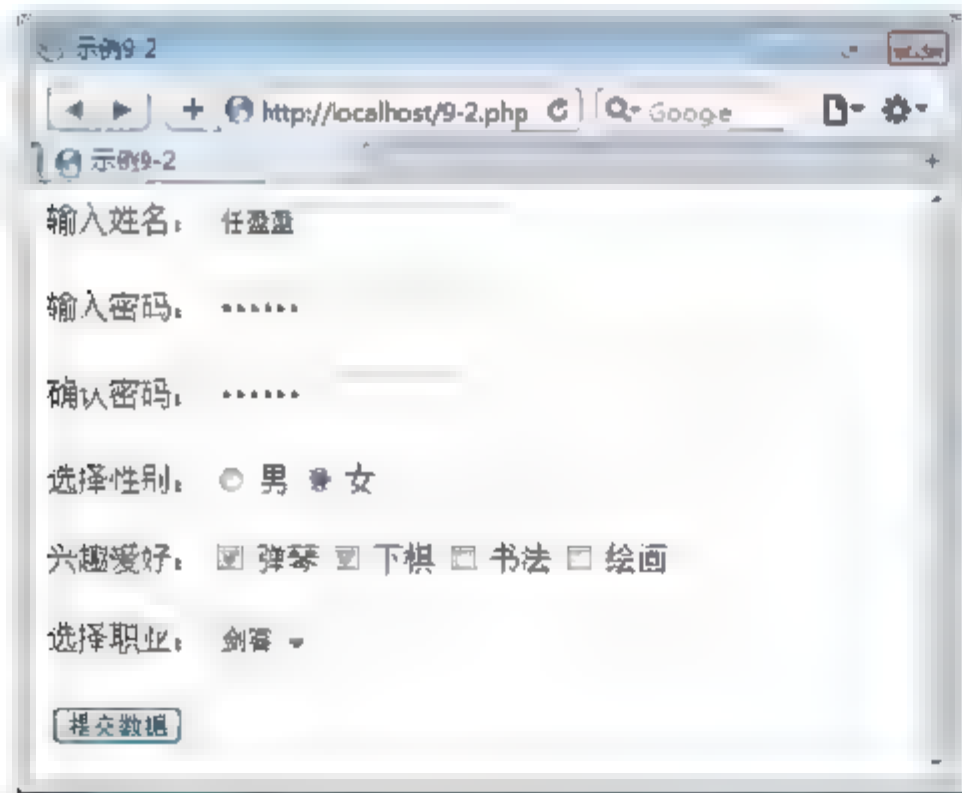 示例9-2
http://localhost/9-2.php Google
示例9-2
输入姓名: 任盈盈
输入密码: ••••••
确认密码: ••••••
选择性别: 男 女
兴趣爱好: 弹琴 下棋 书法 绘画
选择职业: 剑客
提交数据